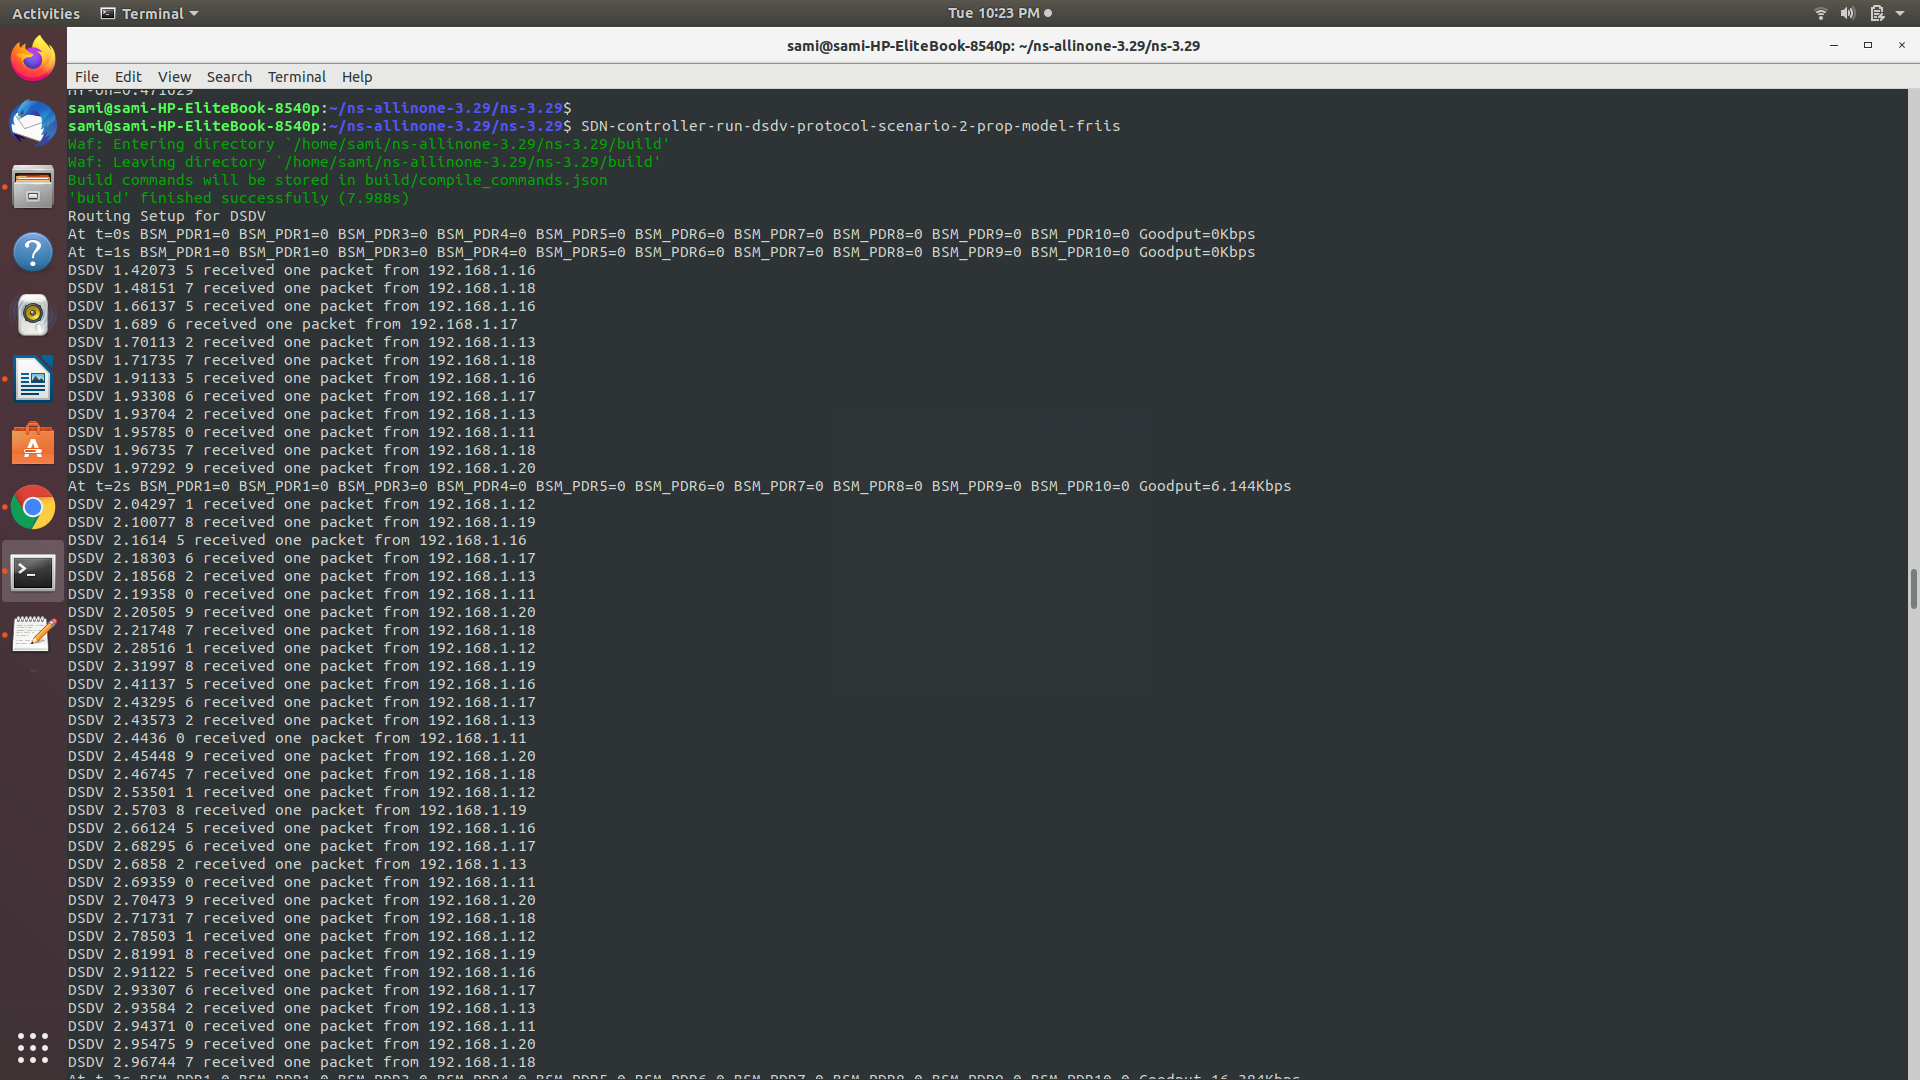 Activities
Terminal
Tue 10:23 PM
sami@sami-HP-EliteBook-8540p: ~/ns-allinone-3.29/ns-3.29
File Edit View Search Terminal Help
HY-oh=0.471629
sami@sami-HP-EliteBook-8540p:~/ns-allinone-3.29/ns-3.29$
sami@sami-HP-EliteBook-8540p:~/ns-allinone-3.29/ns-3.29$ SDN-controller-run-dsdv-protocol-scenario-2-prop-model-friis
Waf: Entering directory `/home/sami/ns-allinone-3.29/ns-3.29/build'
Waf: Leaving directory `/home/sami/ns-allinone-3.29/ns-3.29/build'
Build commands will be stored in build/compile_commands.json
'build' finished successfully (7.988s)
Routing Setup for DSDV
At t=0s BSM_PDR1=0 BSM_PDR1=0 BSM_PDR3=0 BSM_PDR4=0 BSM_PDR5=0 BSM_PDR6=0 BSM_PDR7=0 BSM_PDR8=0 BSM_PDR9=0 BSM_PDR10=0 Goodput=0Kbps
At t=1s BSM_PDR1=0 BSM_PDR1=0 BSM_PDR3=0 BSM_PDR4=0 BSM_PDR5=0 BSM_PDR6=0 BSM_PDR7=0 BSM_PDR8=0 BSM_PDR9=0 BSM_PDR10=0 Goodput=0Kbps
DSDV 1.42073 5 received one packet from 192.168.1.16
DSDV 1.48151 7 received one packet from 192.168.1.18
DSDV 1.66137 5 received one packet from 192.168.1.16
DSDV 1.689 6 received one packet from 192.168.1.17
DSDV 1.70113 2 received one packet from 192.168.1.13
DSDV 1.71735 7 received one packet from 192.168.1.18
DSDV 1.91133 5 received one packet from 192.168.1.16
DSDV 1.93308 6 received one packet from 192.168.1.17
DSDV 1.93704 2 received one packet from 192.168.1.13
DSDV 1.95785 0 received one packet from 192.168.1.11
DSDV 1.96735 7 received one packet from 192.168.1.18
DSDV 1.97292 9 received one packet from 192.168.1.20
At t=2s BSM_PDR1=0 BSM_PDR1=0 BSM_PDR3=0 BSM_PDR4=0 BSM_PDR5=0 BSM_PDR6=0 BSM_PDR7=0 BSM_PDR8=0 BSM_PDR9=0 BSM_PDR10=0 Goodput=6.144Kbps
DSDV 2.04297 1 received one packet from 192.168.1.12
DSDV 2.10077 8 received one packet from 192.168.1.19
DSDV 2.1614 5 received one packet from 192.168.1.16
DSDV 2.18303 6 received one packet from 192.168.1.17
DSDV 2.18568 2 received one packet from 192.168.1.13
DSDV 2.19358 0 received one packet from 192.168.1.11
DSDV 2.20505 9 received one packet from 192.168.1.20
DSDV 2.21748 7 received one packet from 192.168.1.18
DSDV 2.28516 1 received one packet from 192.168.1.12
DSDV 2.31997 8 received one packet from 192.168.1.19
DSDV 2.41137 5 received one packet from 192.168.1.16
DSDV 2.43295 6 received one packet from 192.168.1.17
DSDV 2.43573 2 received one packet from 192.168.1.13
DSDV 2.4436 0 received one packet from 192.168.1.11
DSDV 2.45448 9 received one packet from 192.168.1.20
DSDV 2.46745 7 received one packet from 192.168.1.18
DSDV 2.53501 1 received one packet from 192.168.1.12
DSDV 2.5703 8 received one packet from 192.168.1.19
DSDV 2.66124 5 received one packet from 192.168.1.16
DSDV 2.68295 6 received one packet from 192.168.1.17
DSDV 2.6858 2 received one packet from 192.168.1.13
DSDV 2.69359 0 received one packet from 192.168.1.11
DSDV 2.70473 9 received one packet from 192.168.1.20
DSDV 2.71731 7 received one packet from 192.168.1.18
DSDV 2.78503 1 received one packet from 192.168.1.12
DSDV 2.81991 8 received one packet from 192.168.1.19
DSDV 2.91122 5 received one packet from 192.168.1.16
DSDV 2.93307 6 received one packet from 192.168.1.17
DSDV 2.93584 2 received one packet from 192.168.1.13
DSDV 2.94371 0 received one packet from 192.168.1.11
DSDV 2.95475 9 received one packet from 192.168.1.20
DSDV 2.96744 7 received one packet from 192.168.1.18
At t=3s BSM_PDR1=0 BSM_PDR1=0 BSM_PDR3=0 BSM_PDR4=0 BSM_PDR5=0 BSM_PDR6=0 BSM_PDR7=0 BSM_PDR8=0 BSM_PDR9=0 BSM_PDR10=0 Goodput=16.384Kbps